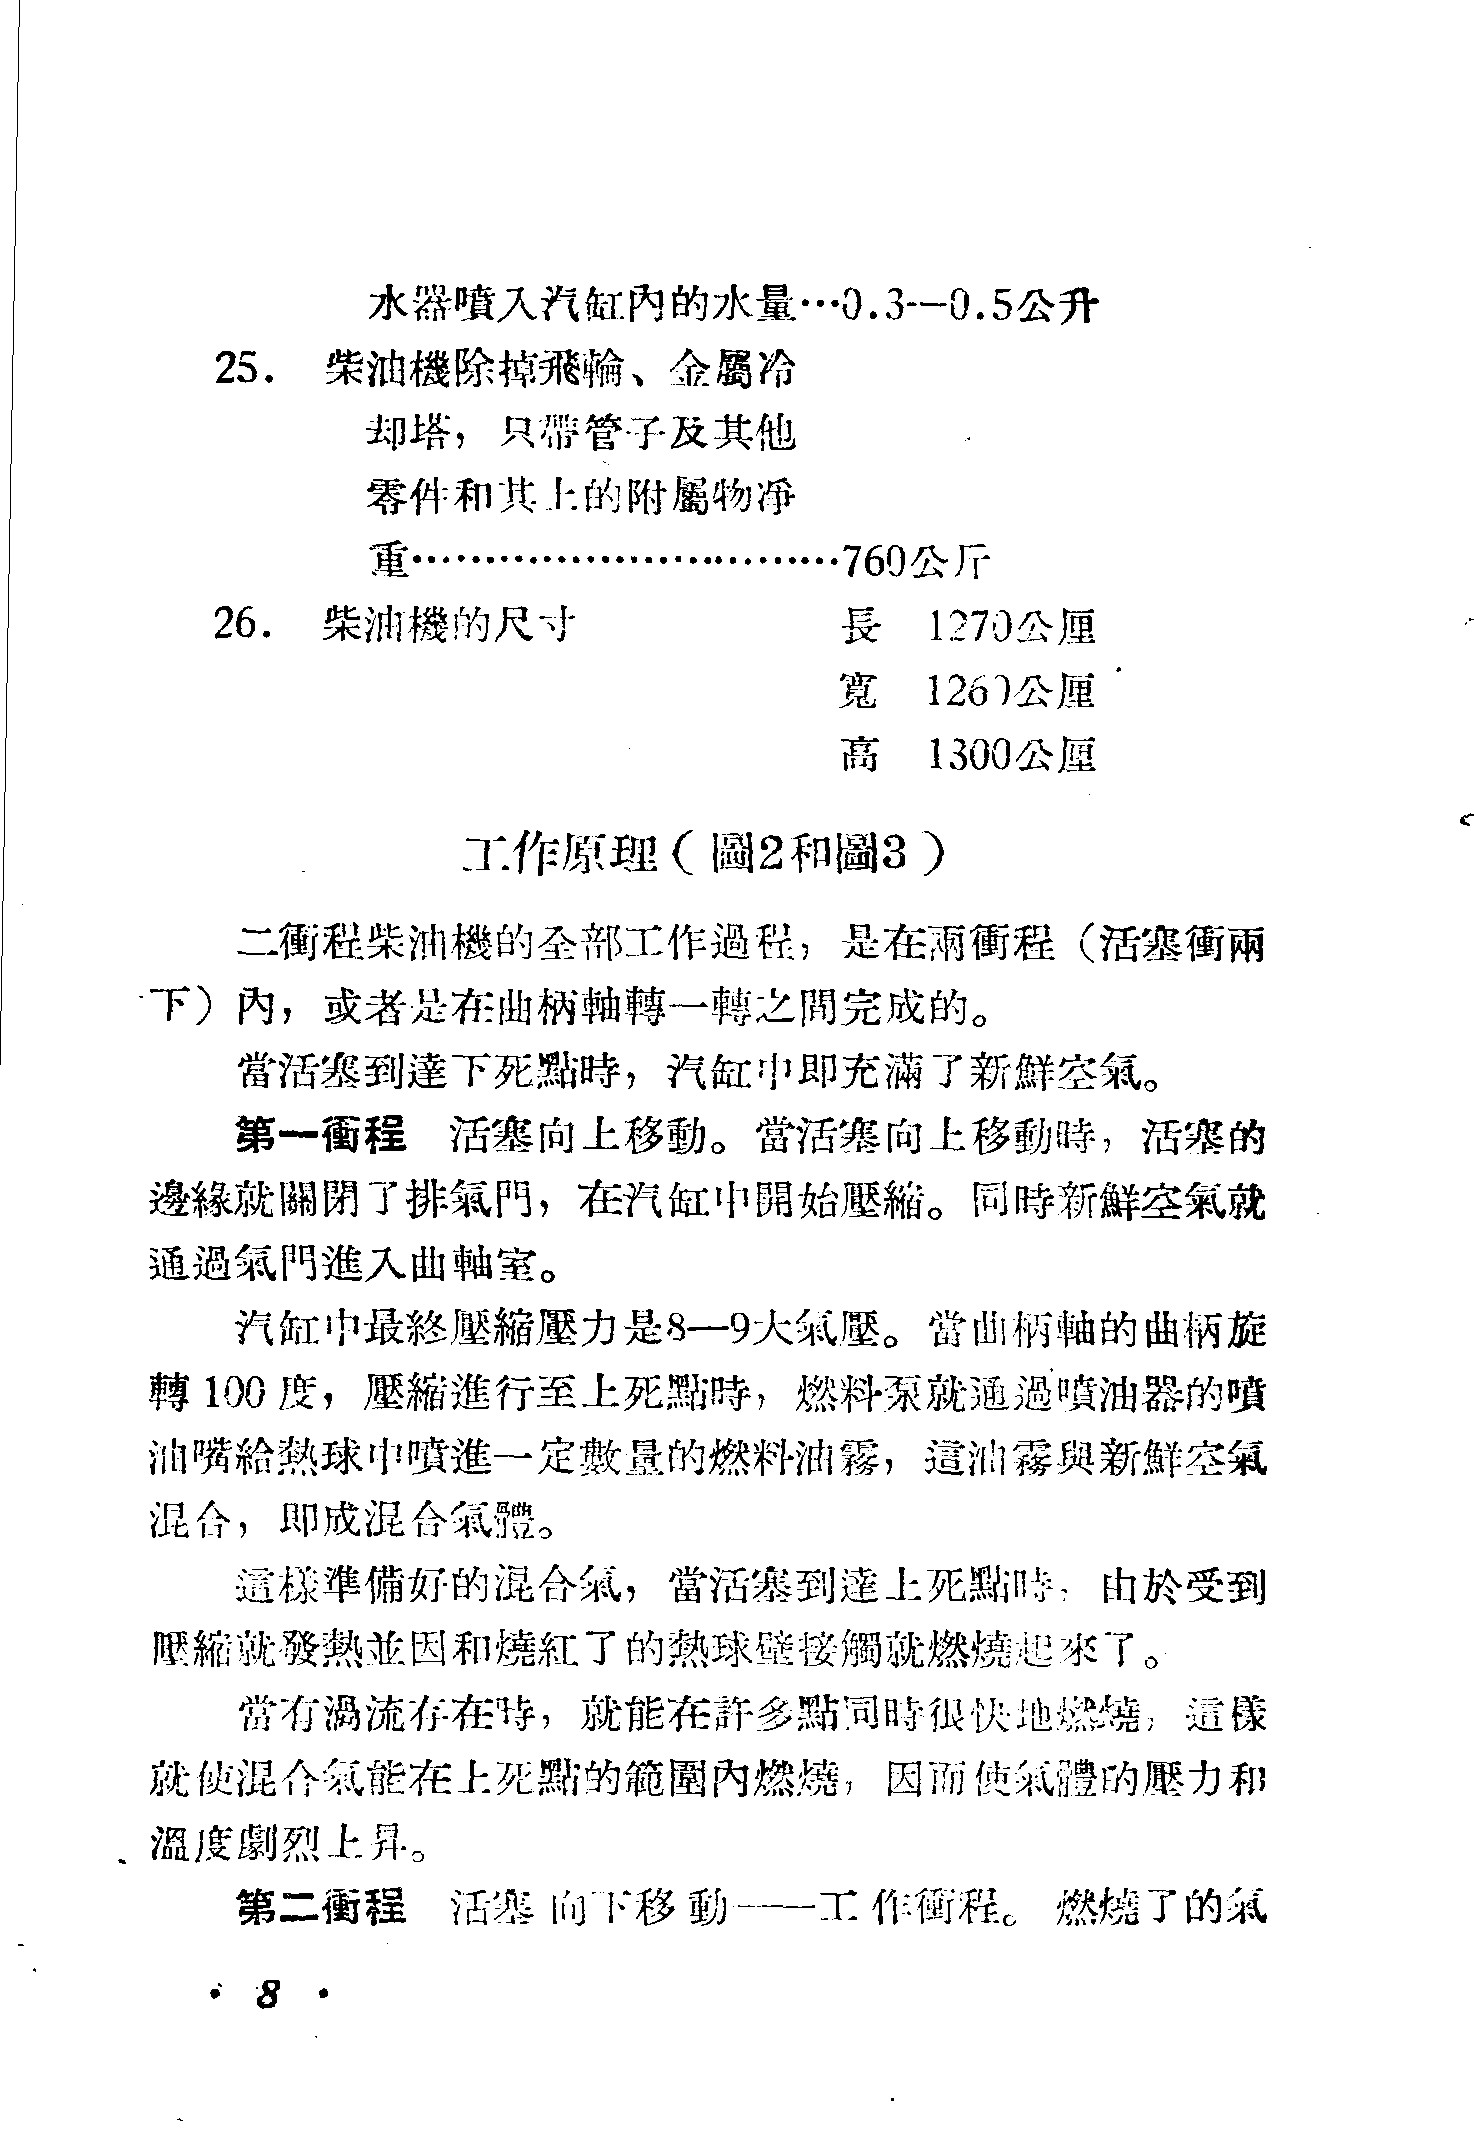 水器噴入汽缸內的水量…0.3—0.5公升
25. 柴油機除掉飛輪、金屬冷
却塔，只帶管子及其他
零件和其上的附屬物凈
重…………………………760公斤
26. 柴油機的尺寸 長 1270公厘
寬 1260公厘
高 1300公厘
工作原理（圖2和圖3）
二衝程柴油機的全部工作過程，是在兩衝程（活塞衝兩
下）內，或者是在曲柄軸轉一轉之間完成的。
當活塞到達下死點時，汽缸中即充滿了新鮮空氣。
第一衝程 活塞向上移動。當活塞向上移動時，活塞的
邊緣就關閉了排氣門，在汽缸中開始壓縮。同時新鮮空氣就
通過氣門進入曲軸室。
汽缸中最終壓縮壓力是8—9大氣壓。當曲柄軸的曲柄旋
轉100度，壓縮進行至上死點時，燃料泵就通過噴油器的噴
油嘴給熱球中噴進一定數量的燃料油霧，這油霧與新鮮空氣
混合，即成混合氣體。
這樣準備好的混合氣，當活塞到達上死點時，由於受到
壓縮就發熱並因和燒紅了的熱球壁接觸就燃燒起來了。
當有渦流存在時，就能在許多點同時很快地燃燒，這樣
就使混合氣能在上死點的範圍內燃燒，因而使氣體的壓力和
溫度劇烈上昇。
第二衝程 活塞向下移動——工作衝程。燃燒了的氣
· 8 ·